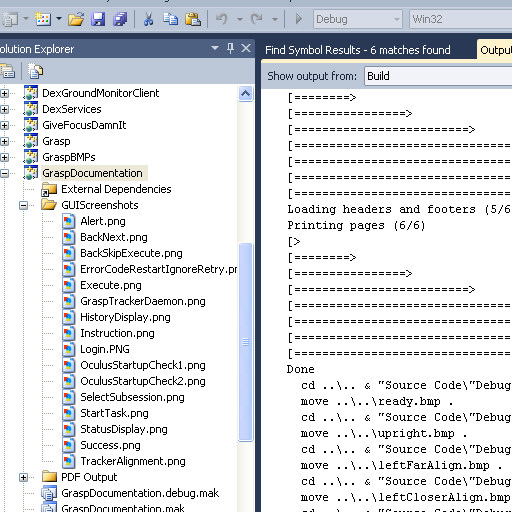 Debug
Win32
olution Explorer
DexGroundMonitorClient
DexServices
GiveFocusDamnIt
Grasp
GraspBMPs
GraspDocumentation
External Dependencies
GUIScreenshots
Alert.png
BackNext.png
BackSkipExecute.png
ErrorCodeRestartIgnoreRetry.pr
Execute.png
GraspTrackerDaemon.png
HistoryDisplay.png
Instruction.png
Login.PNG
OculusStartupCheck1.png
OculusStartupCheck2.png
SelectSubsession.png
StartTask.png
StatusDisplay.png
Success.png
TrackerAlignment.png
PDF Output
GraspDocumentation.debug.mak
GraspDocumentation.mak
Find Symbol Results - 6 matches found
Outpu
Show output from:
Build
[========>
[================>
[=========================>
[==================================
[==================================
[==================================
[==================================
Loading headers and footers (5/6
Printing pages (6/6)
[>
[========>
[================>
[=========================>
[==================================
[==================================
[==================================
[==================================
Done
cd ..\.. & "Source Code\"Debug
move ..\..\ready.bmp .
cd ..\.. & "Source Code\"Debug
move ..\..\upright.bmp .
cd ..\.. & "Source Code\"Debug
move ..\..\leftFarAlign.bmp .
cd ..\.. & "Source Code\"Debug
move ..\..\leftCloserAlign.bmp
cd ..\.. & "Source Code\"Debug